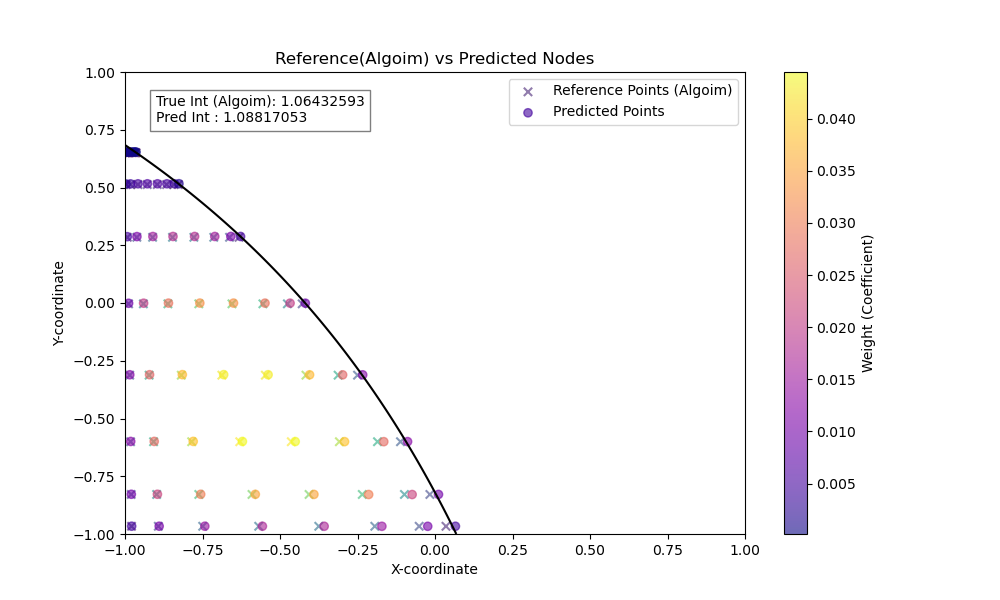 Reference(Algoim) vs Predicted Nodes
True Int (Algoim): 1.06432593
Pred Int : 1.08817053
Reference Points (Algoim)
Predicted Points
Y-coordinate
1.00
0.75
0.50
0.25
0.00
−0.25
−0.50
−0.75
−1.00
−1.00 −0.75 −0.50 −0.25 0.00 0.25 0.50 0.75 1.00
X-coordinate
0.040
0.035
0.030
0.025
0.020
0.015
0.010
0.005
Weight (Coefficient)